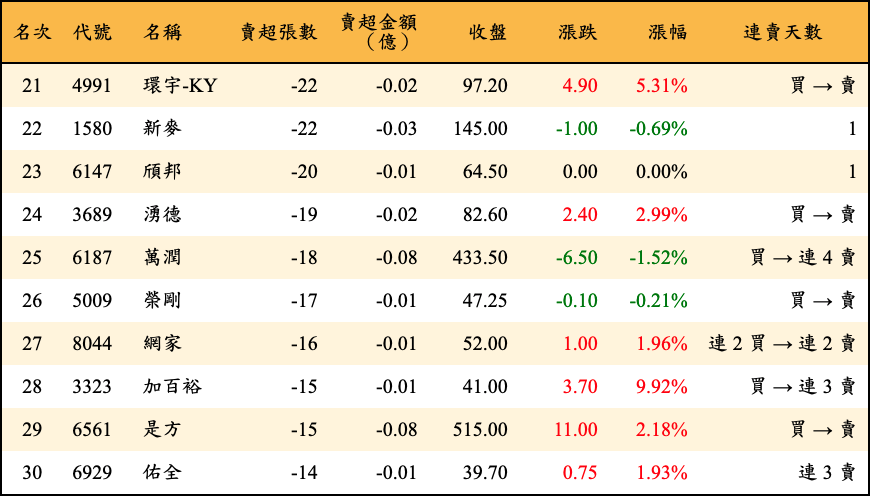 名次 代號 名稱 賣超張數 賣超金額（億） 收盤 漲跌 漲幅 連賣天數
21 4991 環宇-KY -22 -0.02 97.20 4.90 5.31% 買 → 賣
22 1580 新麥 -22 -0.03 145.00 -1.00 -0.69% 1
23 6147 頎邦 -20 -0.01 64.50 0.00 0.00% 1
24 3689 湧德 -19 -0.02 82.60 2.40 2.99% 買 → 賣
25 6187 萬潤 -18 -0.08 433.50 -6.50 -1.52% 買 → 連 4 賣
26 5009 榮剛 -17 -0.01 47.25 -0.10 -0.21% 買 → 賣
27 8044 網家 -16 -0.01 52.00 1.00 1.96% 連 2 買 → 連 2 賣
28 3323 加百裕 -15 -0.01 41.00 3.70 9.92% 買 → 連 3 賣
29 6561 是方 -15 -0.08 515.00 11.00 2.18% 買 → 賣
30 6929 佑全 -14 -0.01 39.70 0.75 1.93% 連 3 賣